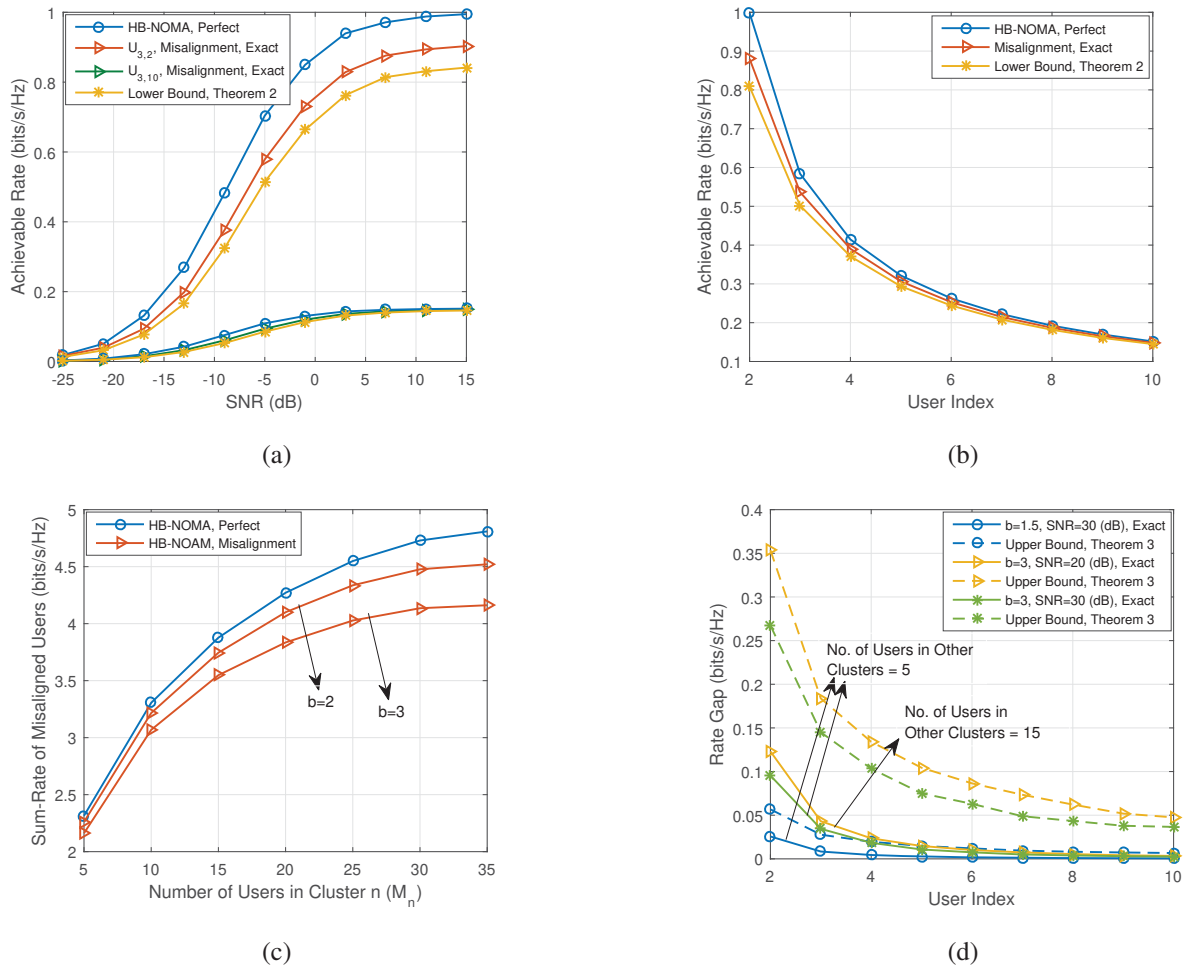 HB-NOMA, Perfect
U3,2, Misalignment, Exact
U3,10, Misalignment, Exact
Lower Bound, Theorem 2
Achievable Rate (bits/s/Hz)
1
0.8
0.6
0.4
0.2
0
-25 -20 -15 -10 -5 0 5 10 15
SNR (dB)
(a)
HB-NOMA, Perfect
Misalignment, Exact
Lower Bound, Theorem 2
Achievable Rate (bits/s/Hz)
1
0.9
0.8
0.7
0.6
0.5
0.4
0.3
0.2
0.1
2 4 6 8 10
User Index
(b)
HB-NOMA, Perfect
HB-NOAM, Misalignment
Sum-Rate of Misaligned Users (bits/s/Hz)
5
4.5
4
3.5
3
2.5
2
b=2
b=3
5 10 15 20 25 30 35
Number of Users in Cluster n (Mn)
(c)
b=1.5, SNR=30 (dB), Exact
Upper Bound, Theorem 3
b=3, SNR=20 (dB), Exact
Upper Bound, Theorem 3
b=3, SNR=30 (dB), Exact
Upper Bound, Theorem 3
No. of Users in Other
Clusters = 5
No. of Users in
Other Clusters = 15
Rate Gap (bits/s/Hz)
0.4
0.35
0.3
0.25
0.2
0.15
0.1
0.05
0
2 4 6 8 10
User Index
(d)